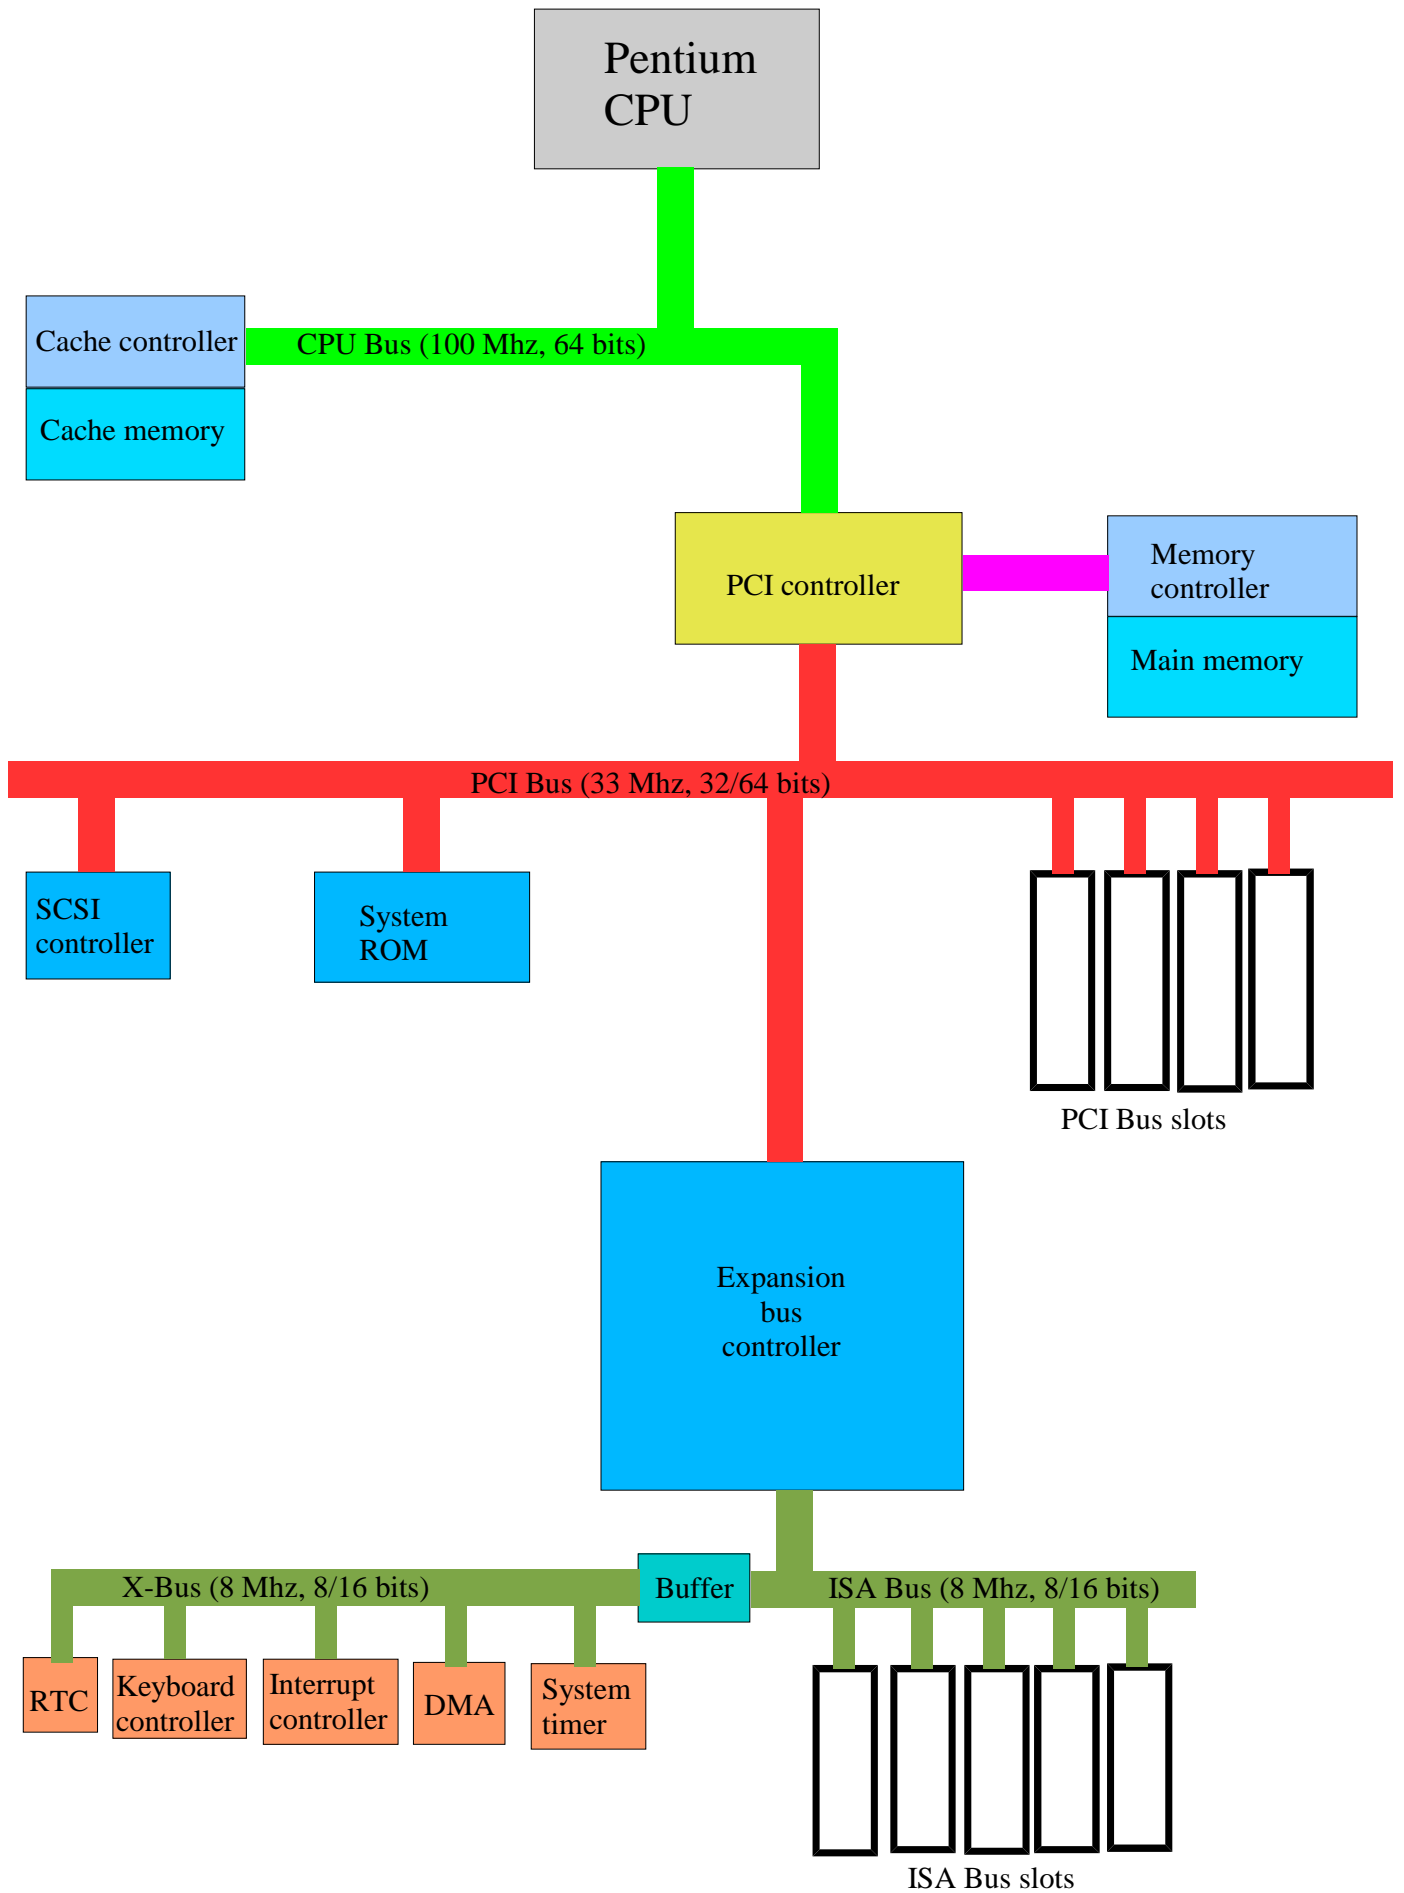 Pentium
CPU
Cache controller
CPU Bus (100 Mhz, 64 bits)
Cache memory
PCI controller
Memory
controller
Main memory
PCI Bus (33 Mhz, 32/64 bits)
SCSI
controller
System
ROM
PCI Bus slots
Expansion
bus
controller
X-Bus (8 Mhz, 8/16 bits)
Buffer
ISA Bus (8 Mhz, 8/16 bits)
RTC
Keyboard
controller
Interrupt
controller
DMA
System
timer
ISA Bus slots